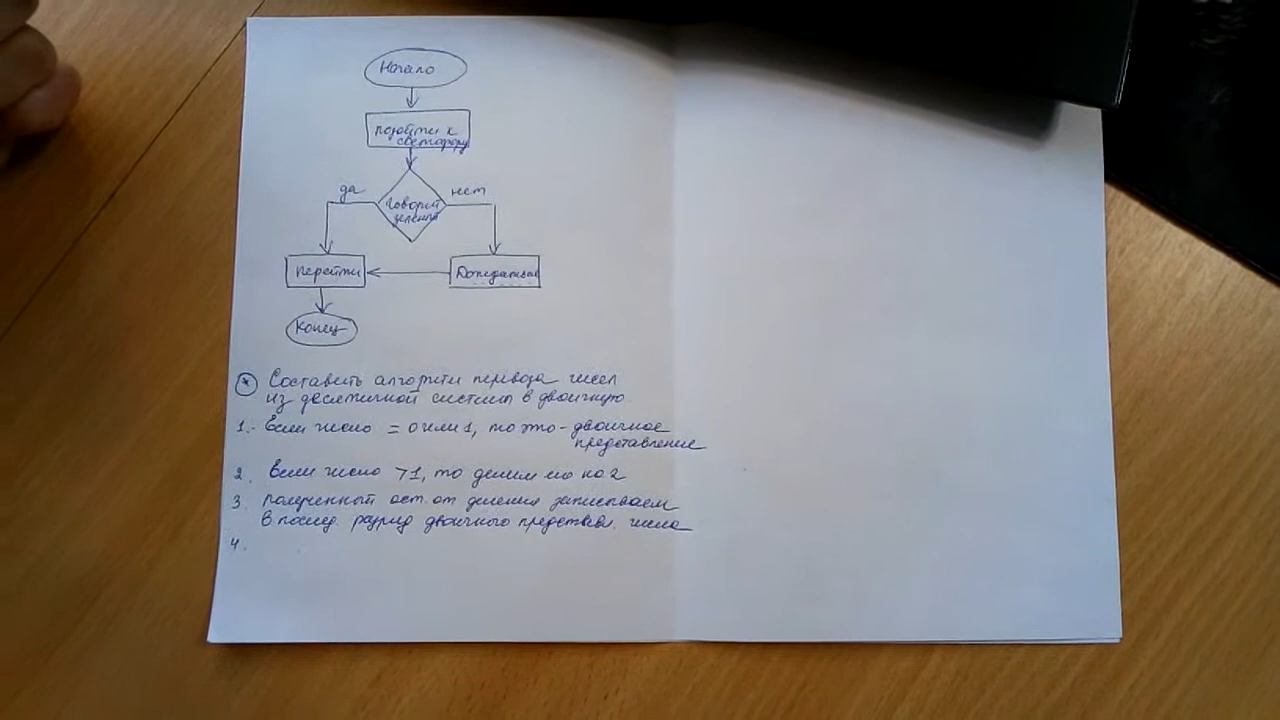 Начало
подойти к
светофору
да
нет
Говорит
зелёный
перейти
Дождаться
Конец
* Составить алгоритм перевода чисел
из десятичной системы в двоичную
1. Если число = 0 или 1, то это - двоичное
представление
2. Если число >1, то делим его на 2
3. полученный ост. от деления записываем
в послед. разряд двоичного представл. числа
4.